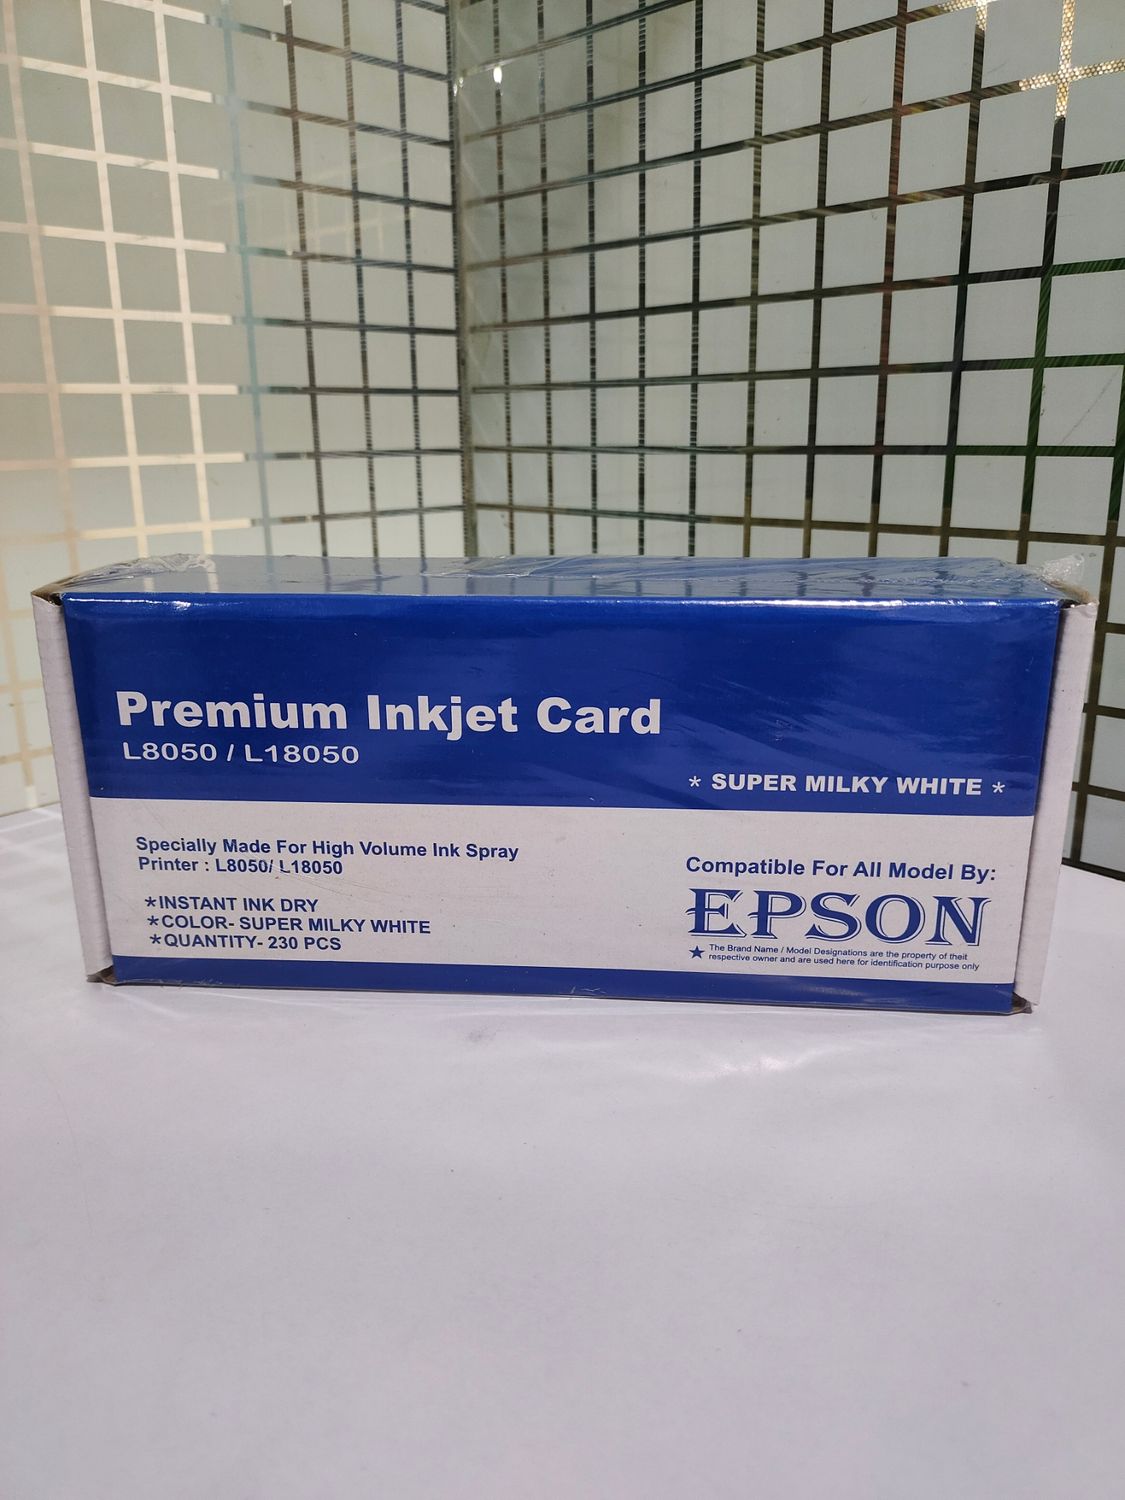 Premium Inkjet Card
L8050 / L18050
* SUPER MILKY WHITE *
Specially Made For High Volume Ink Spray
Printer : L8050/ L18050
*INSTANT INK DRY
*COLOR- SUPER MILKY WHITE
*QUANTITY- 230 PCS
Compatible For All Model By:
EPSON
★ The Brand Name / Model Designations are the property of theit
respective owner and are used here for identification purpose only